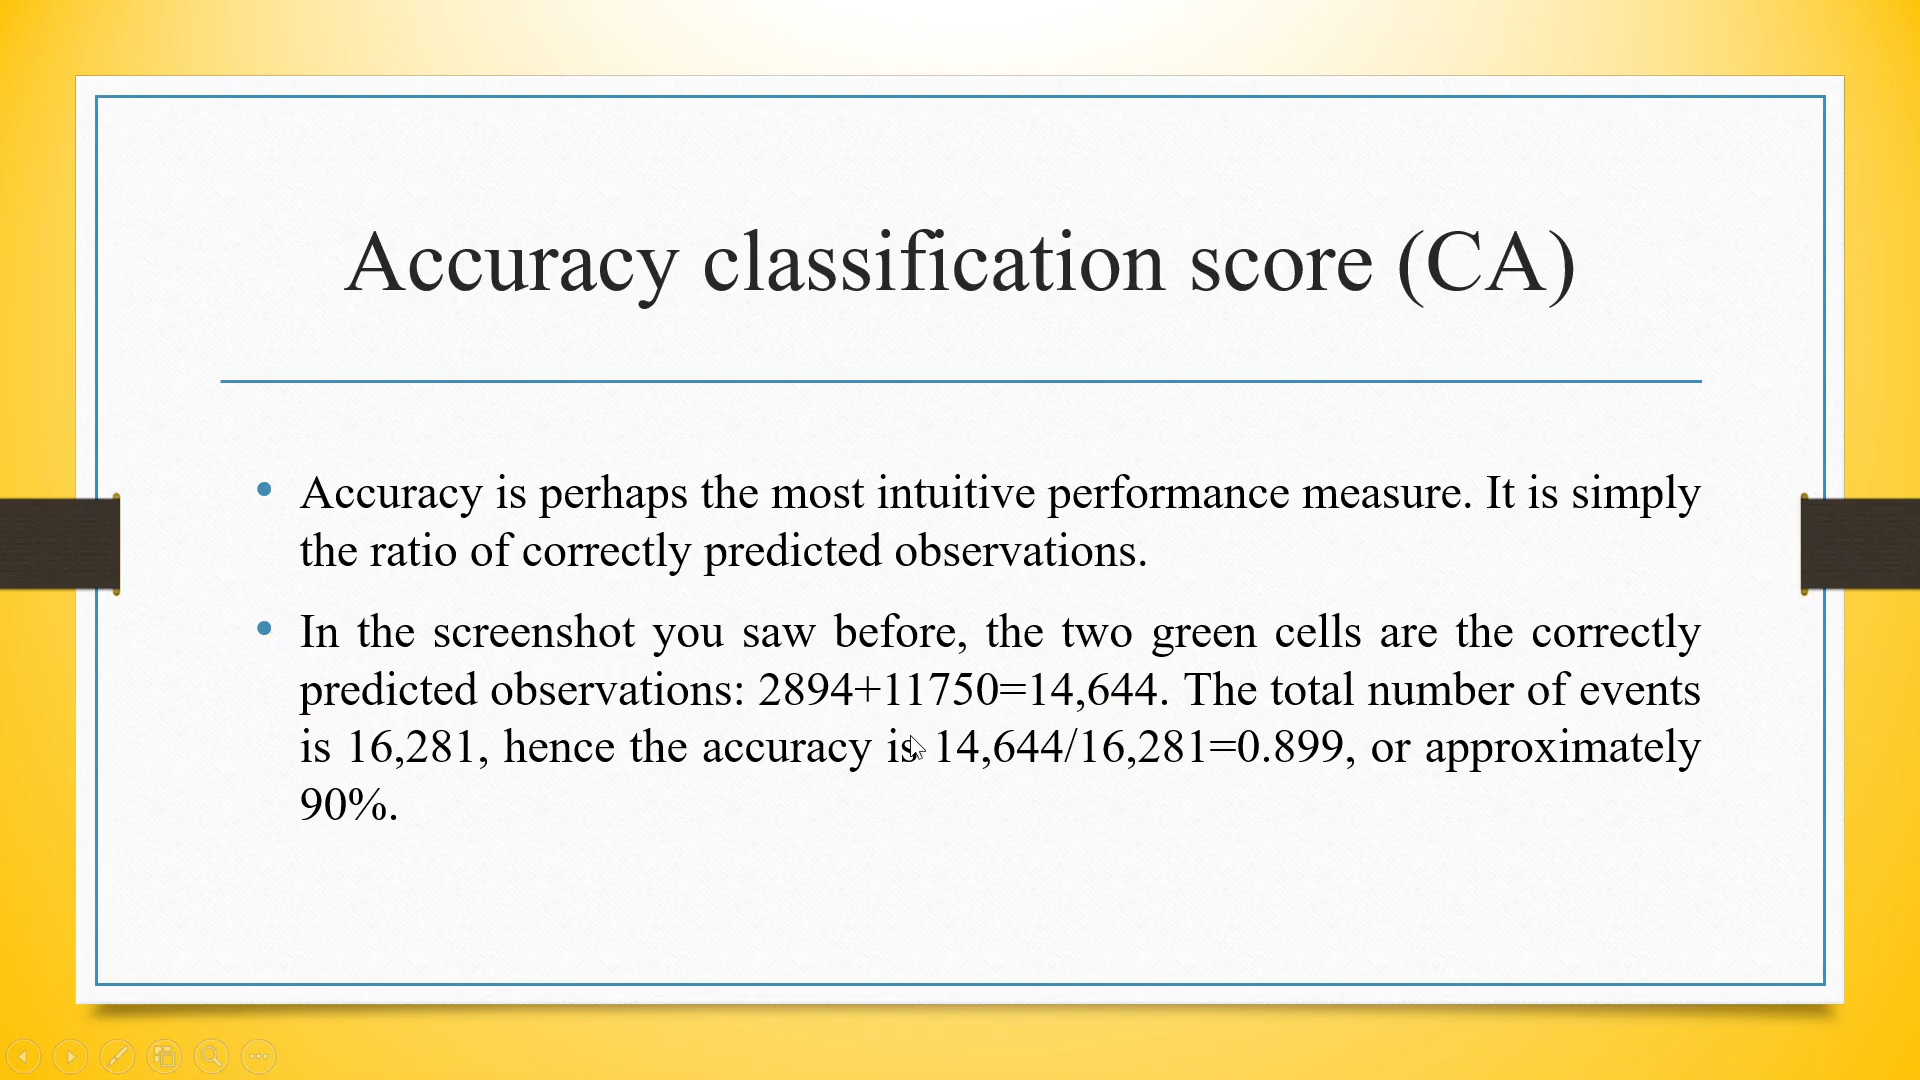 Accuracy classification score (CA)
• Accuracy is perhaps the most intuitive performance measure. It is simply
the ratio of correctly predicted observations.
• In the screenshot you saw before, the two green cells are the correctly
predicted observations: 2894+11750=14,644. The total number of events
is 16,281, hence the accuracy is 14,644/16,281=0.899, or approximately
90%.